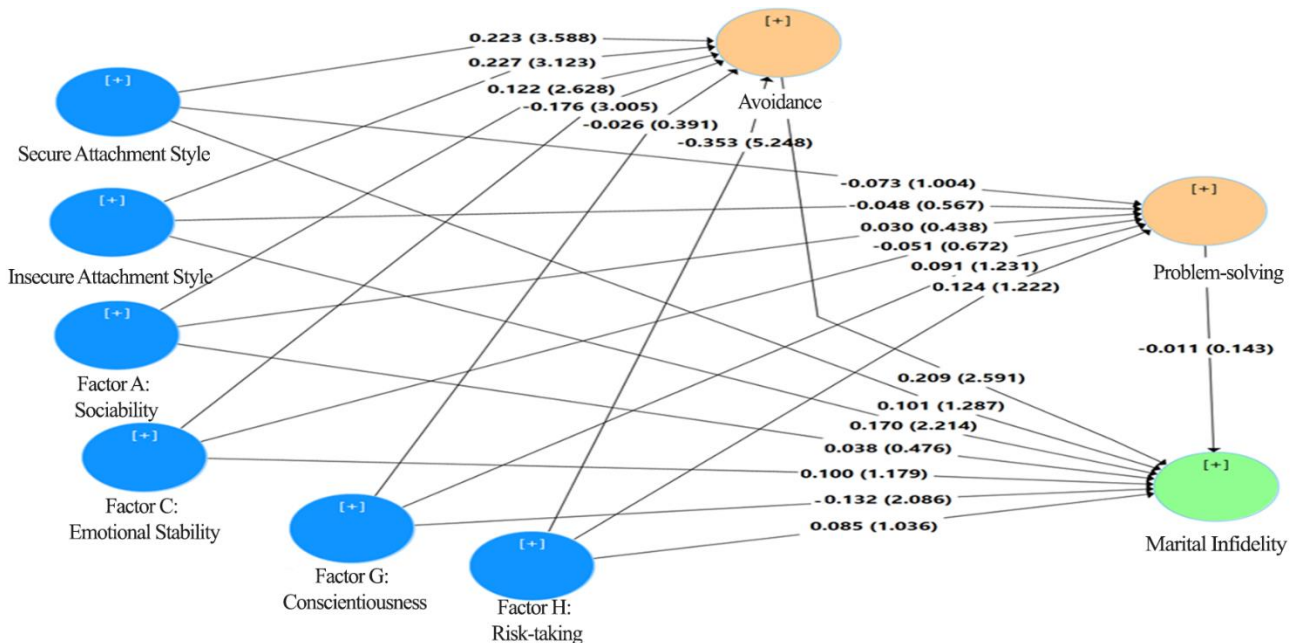 [+]
Avoidance
0.223 (3.588)
0.227 (3.123)
0.122 (2.628)
-0.176 (3.005)
-0.026 (0.391)
-0.353 (5.248)
[+]
Secure Attachment Style
[+]
Insecure Attachment Style
[+]
Factor A:
Sociability
[+]
Factor C:
Emotional Stability
[+]
Factor G:
Conscientiousness
[+]
Factor H:
Risk-taking
-0.073 (1.004)
-0.048 (0.567)
0.030 (0.438)
-0.051 (0.672)
0.091 (1.231)
0.124 (1.222)
[+]
Problem-solving
-0.011 (0.143)
0.209 (2.591)
0.101 (1.287)
0.170 (2.214)
0.038 (0.476)
0.100 (1.179)
-0.132 (2.086)
0.085 (1.036)
[+]
Marital Infidelity